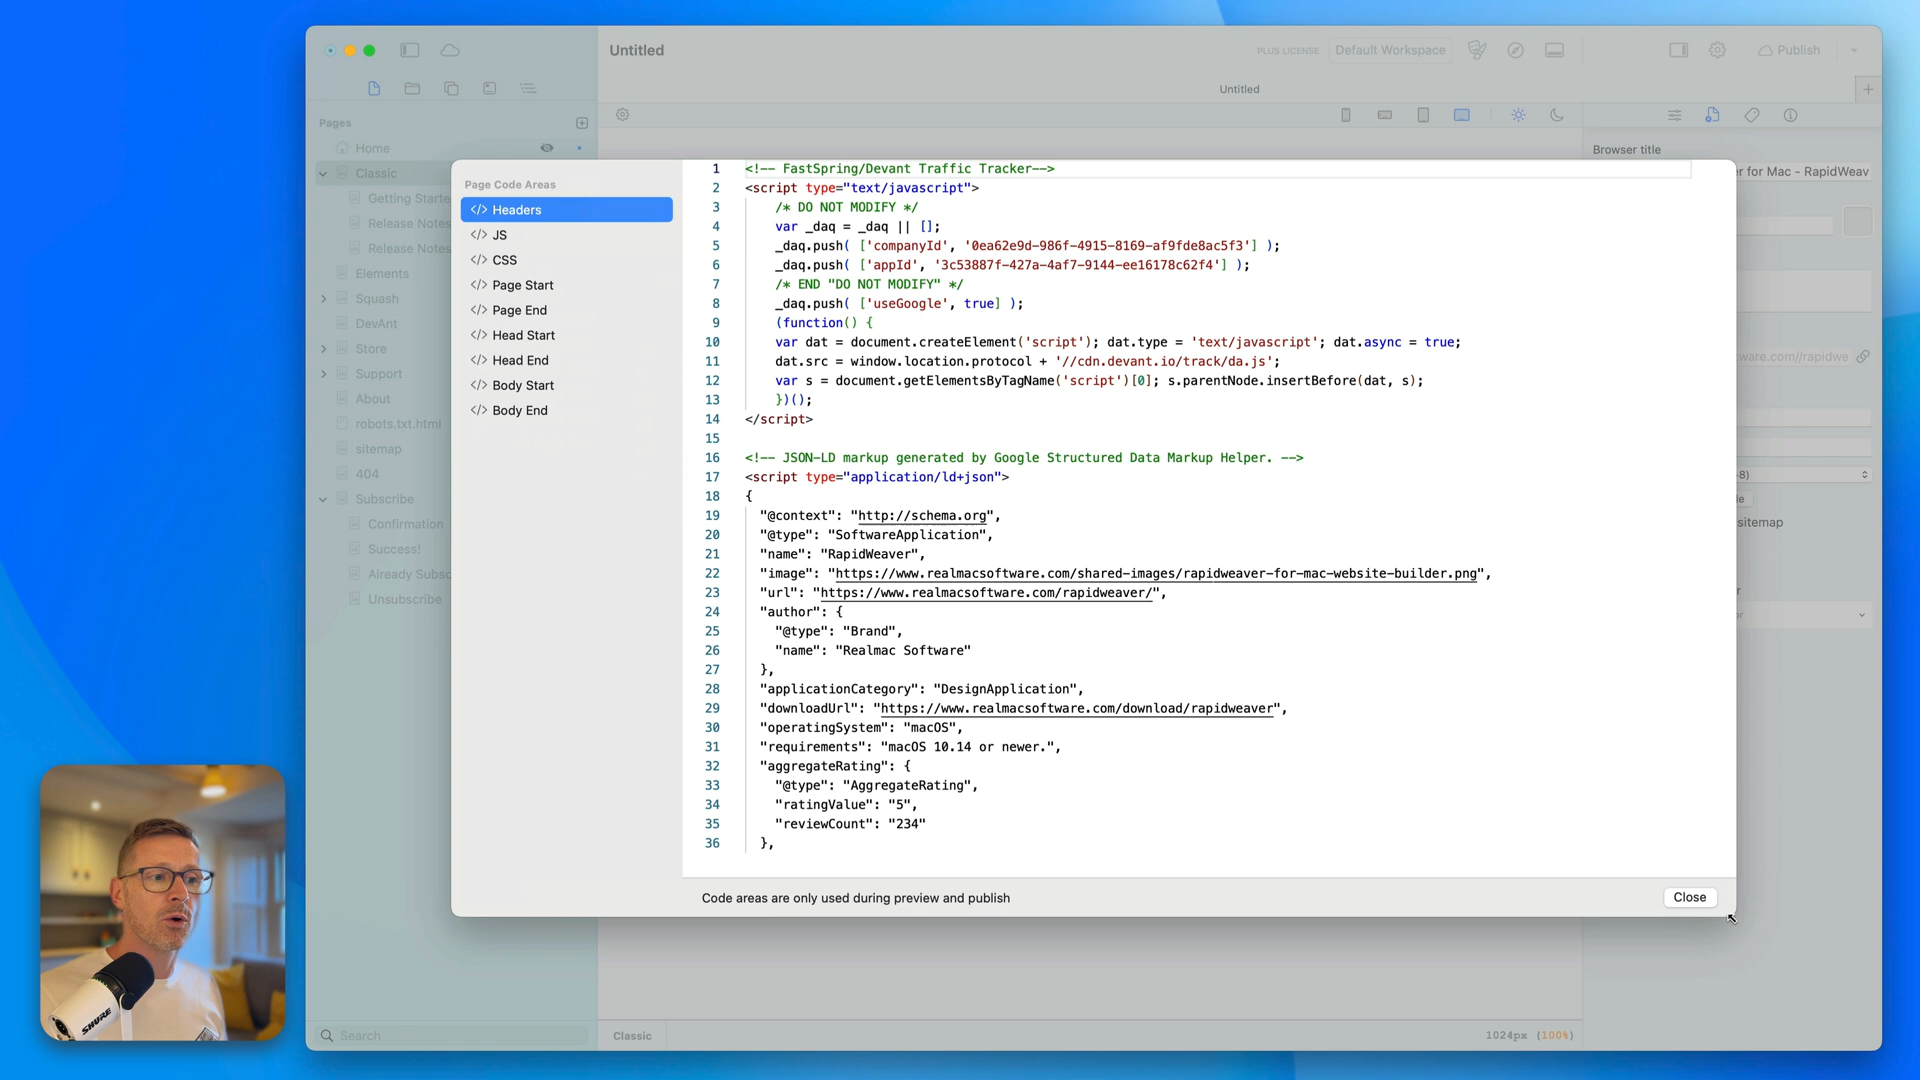 Untitled
PLUS LICENSE
Default Workspace
Publish
Untitled
Pages
Home
Classic
Getting Starte
Release Notes
Release Notes
Elements
Squash
DevAnt
Store
Support
About
robots.txt.html
sitemap
404
Subscribe
Confirmation
Success!
Already Subsc
Unsubscribe
Search
Page Code Areas
</> Headers
</> JS
</> CSS
</> Page Start
</> Page End
</> Head Start
</> Head End
</> Body Start
</> Body End
1 <!-- FastSpring/Devant Traffic Tracker-->
2 <script type="text/javascript">
3 /* DO NOT MODIFY */
4 var _daq = _daq || [];
5 _daq.push( ['companyId', '0ea62e9d-986f-4915-8169-af9fde8ac5f3'] );
6 _daq.push( ['appId', '3c53887f-427a-4af7-9144-ee16178c62f4'] );
7 /* END "DO NOT MODIFY" */
8 _daq.push( ['useGoogle', true] );
9 (function() {
10 var dat = document.createElement('script'); dat.type = 'text/javascript'; dat.async = true;
11 dat.src = window.location.protocol + '//cdn.devant.io/track/da.js';
12 var s = document.getElementsByTagName('script')[0]; s.parentNode.insertBefore(dat, s);
13 })();
14 </script>
15
16 <!-- JSON-LD markup generated by Google Structured Data Markup Helper. -->
17 <script type="application/ld+json">
18 {
19 "@context": "http://schema.org",
20 "@type": "SoftwareApplication",
21 "name": "RapidWeaver",
22 "image": "https://www.realmacsoftware.com/shared-images/rapidweaver-for-mac-website-builder.png",
23 "url": "https://www.realmacsoftware.com/rapidweaver/",
24 "author": {
25 "@type": "Brand",
26 "name": "Realmac Software"
27 },
28 "applicationCategory": "DesignApplication",
29 "downloadUrl": "https://www.realmacsoftware.com/download/rapidweaver",
30 "operatingSystem": "macOS",
31 "requirements": "macOS 10.14 or newer.",
32 "aggregateRating": {
33 "@type": "AggregateRating",
34 "ratingValue": "5",
35 "reviewCount": "234"
36 },
Code areas are only used during preview and publish
Close
Browser title
er for Mac - RapidWeav
tware.com//rapidwe
-8)
le
sitemap
r
or
Classic
1024px (100%)
SHURE